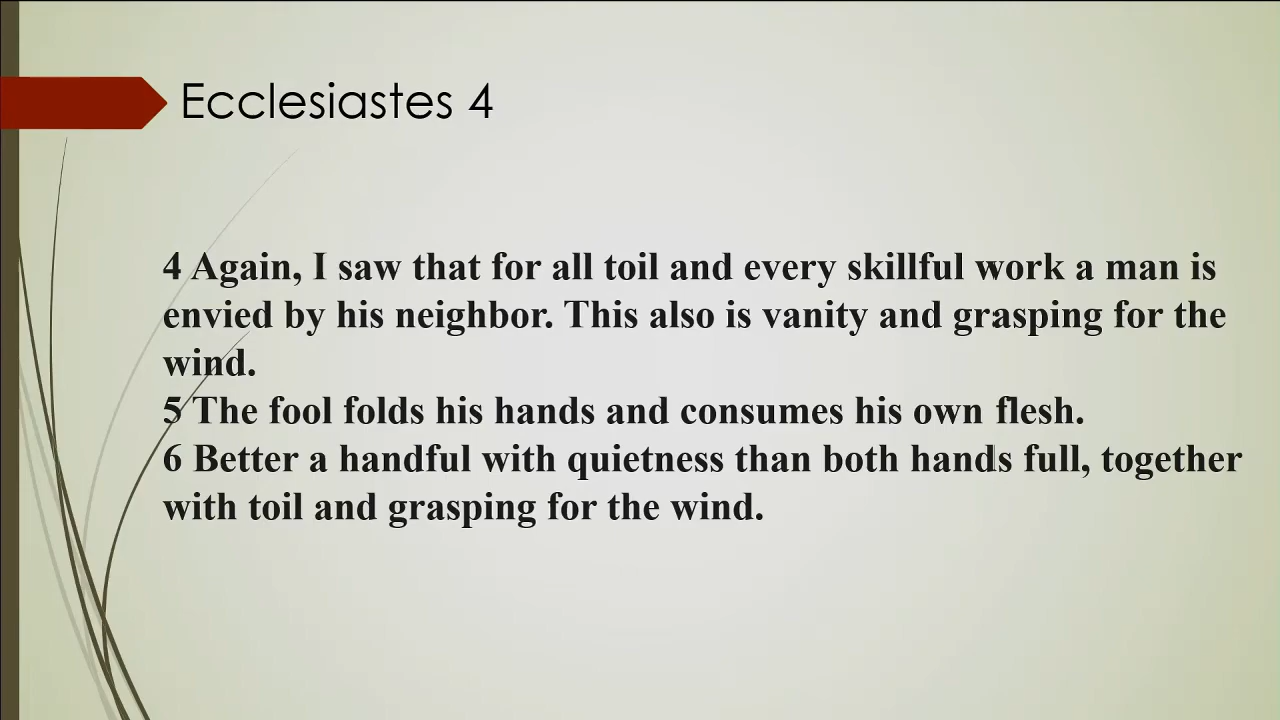 Ecclesiastes 4
4 Again, I saw that for all toil and every skillful work a man is
envied by his neighbor. This also is vanity and grasping for the
wind.
5 The fool folds his hands and consumes his own flesh.
6 Better a handful with quietness than both hands full, together
with toil and grasping for the wind.